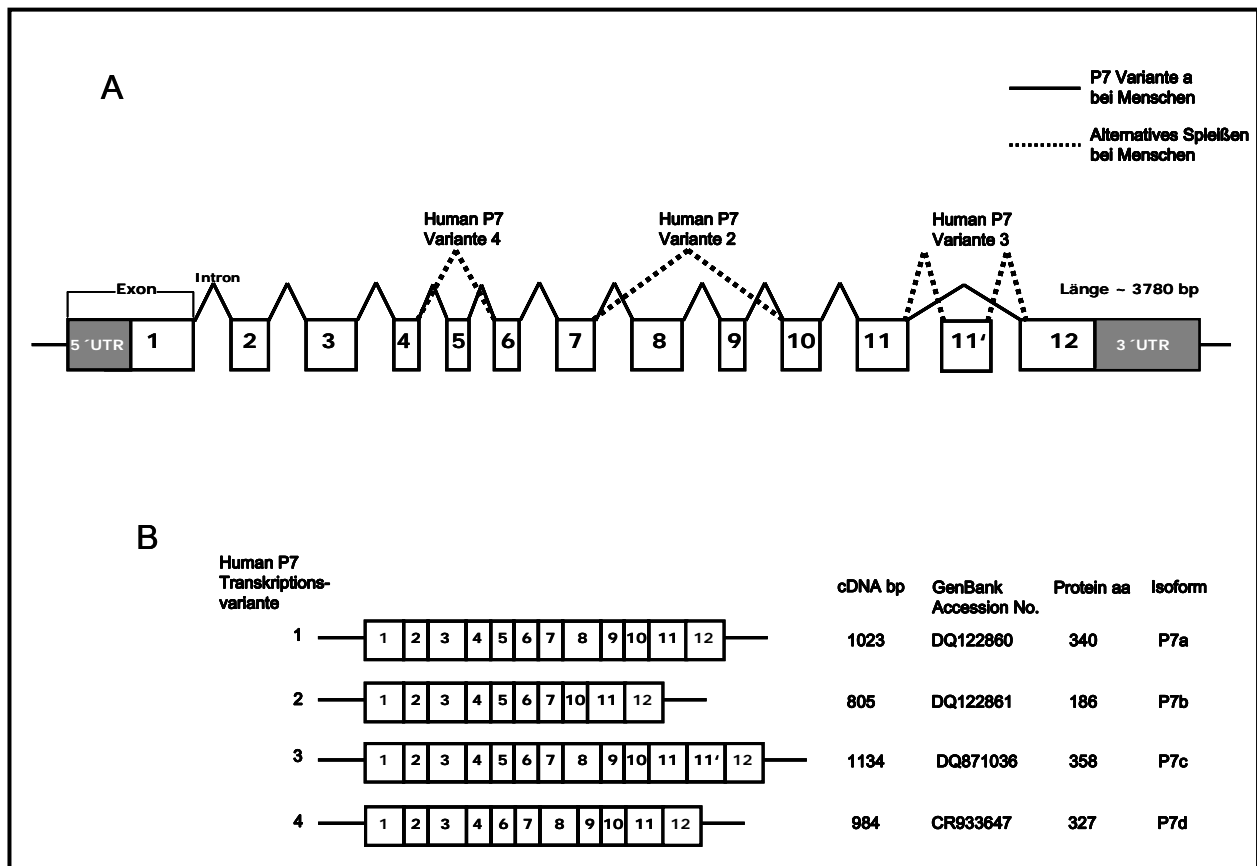 A
P7 Variante a
bei Menschen
Alternatives Spleißen
bei Menschen
Human P7
Variante 4
Human P7
Variante 2
Human P7
Variante 3
Exon
Intron
Länge ~ 3780 bp
5 ´UTR 1 2 3 4 5 6 7 8 9 10 11 11‘ 12 3 ´UTR
B
Human P7
Transkriptions-
variante
cDNA bp GenBank Accession No. Protein aa Isoform
1 1 2 3 4 5 6 7 8 9 10 11 12 1023 DQ122860 340 P7a
2 1 2 3 4 5 6 7 10 11 12 805 DQ122861 186 P7b
3 1 2 3 4 5 6 7 8 9 10 11 11‘ 12 1134 DQ871036 358 P7c
4 1 2 3 4 6 7 8 9 10 11 12 984 CR933647 327 P7d